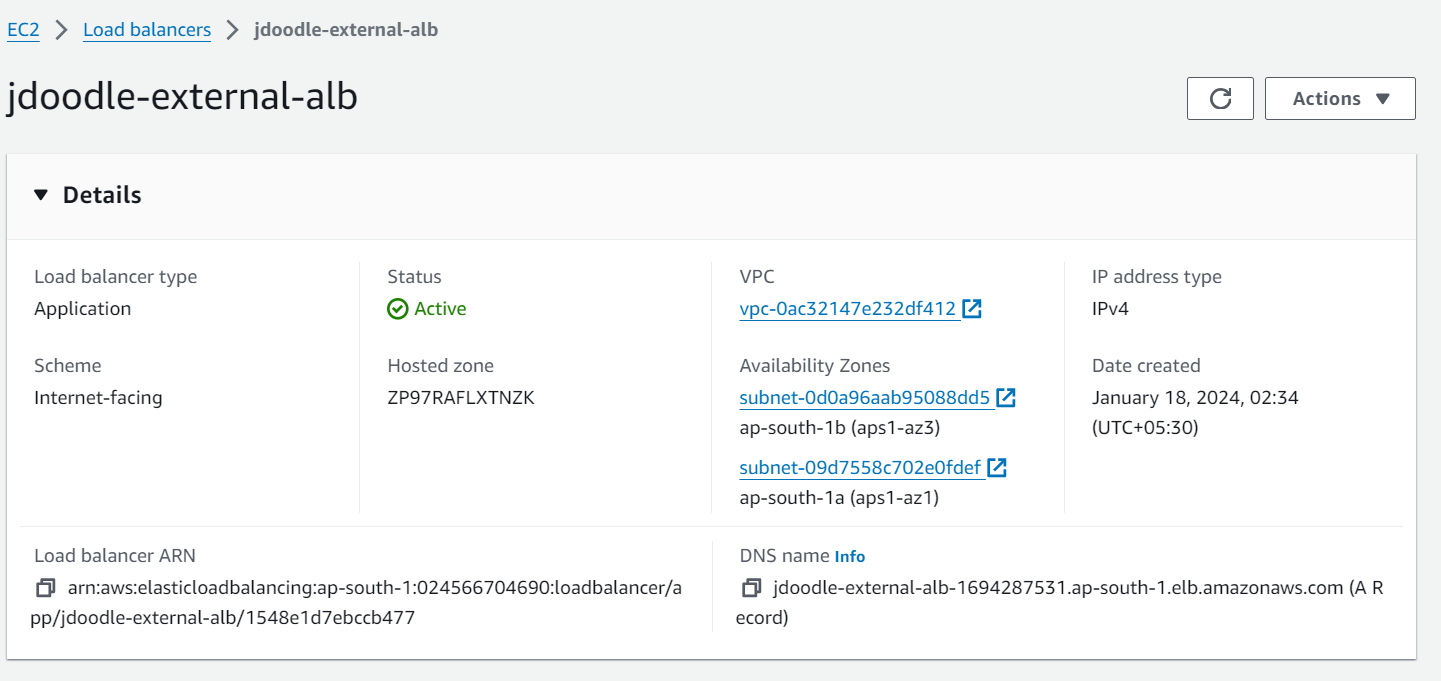 EC2 > Load balancers > jdoodle-external-alb
jdoodle-external-alb
Actions
Details
Load balancer type
Application
Status
Active
VPC
vpc-0ac32147e232df412
IP address type
IPv4
Scheme
Internet-facing
Hosted zone
ZP97RAFLXTNZK
Availability Zones
subnet-0d0a96aab95088dd5
ap-south-1b (aps1-az3)
subnet-09d7558c702e0fdef
ap-south-1a (aps1-az1)
Date created
January 18, 2024, 02:34
(UTC+05:30)
Load balancer ARN
arn:aws:elasticloadbalancing:ap-south-1:024566704690:loadbalancer/a
pp/jdoodle-external-alb/1548e1d7ebccb477
DNS name Info
jdoodle-external-alb-1694287531.ap-south-1.elb.amazonaws.com (A R
ecord)